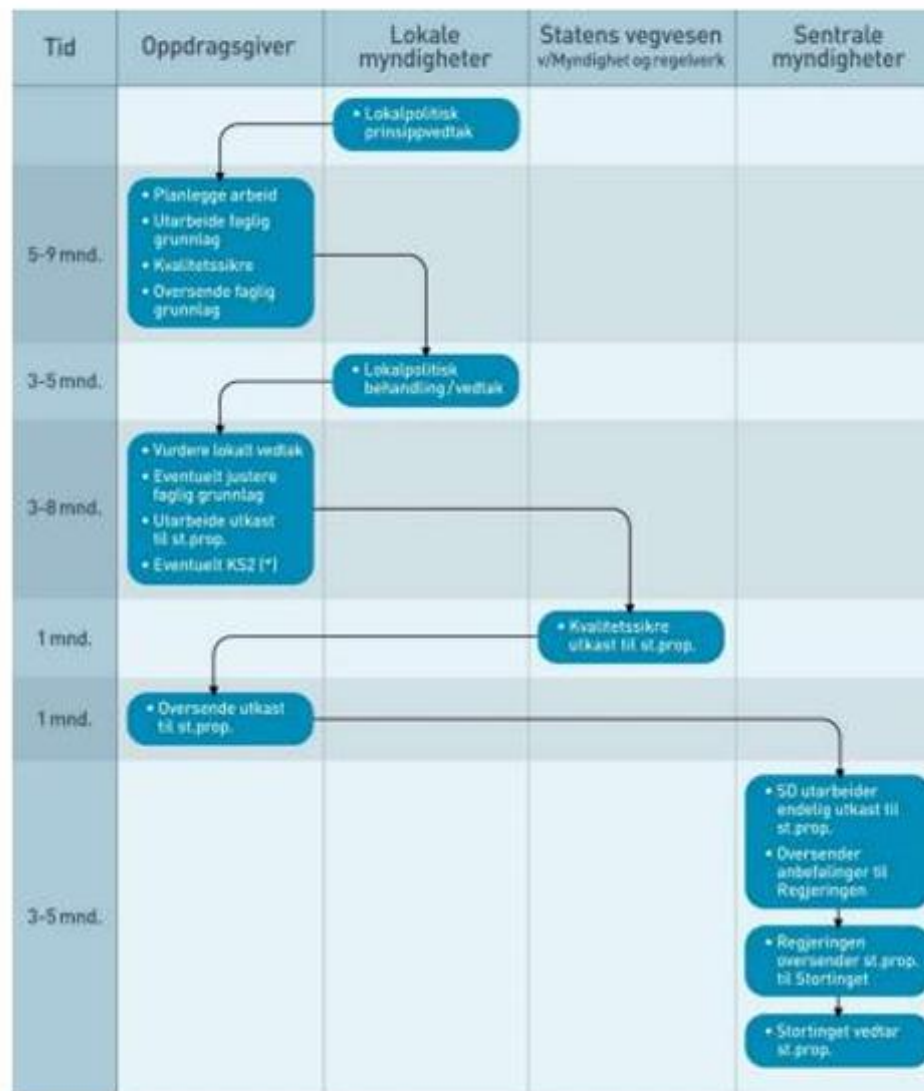 Tid
Oppdragsgiver
Lokale
myndigheter
Statens vegvesen
v/Myndighet og regelverk
Sentrale
myndigheter
• Lokalpolitisk
prinsippvedtak
5-9 mnd.
• Planlegge arbeid
• Utarbeide faglig
grunnlag
• Kvalitetssikre
• Oversende faglig
grunnlag
3-5 mnd.
• Lokalpolitisk
behandling/vedtak
3-8 mnd.
• Vurdere lokalt vedtak
• Eventuelt justere
faglig grunnlag
• Utarbeide utkast
til st.prop.
• Eventuelt KS2 (*)
1 mnd.
• Kvalitetssikre
utkast til st.prop.
1 mnd.
• Oversende utkast
til st.prop.
3-5 mnd.
• SD utarbeider
endelig utkast til
st.prop.
• Oversender
anbefalinger til
Regjeringen
• Regjeringen
oversender st.prop.
til Stortinget
• Stortinget vedtar
st.prop.